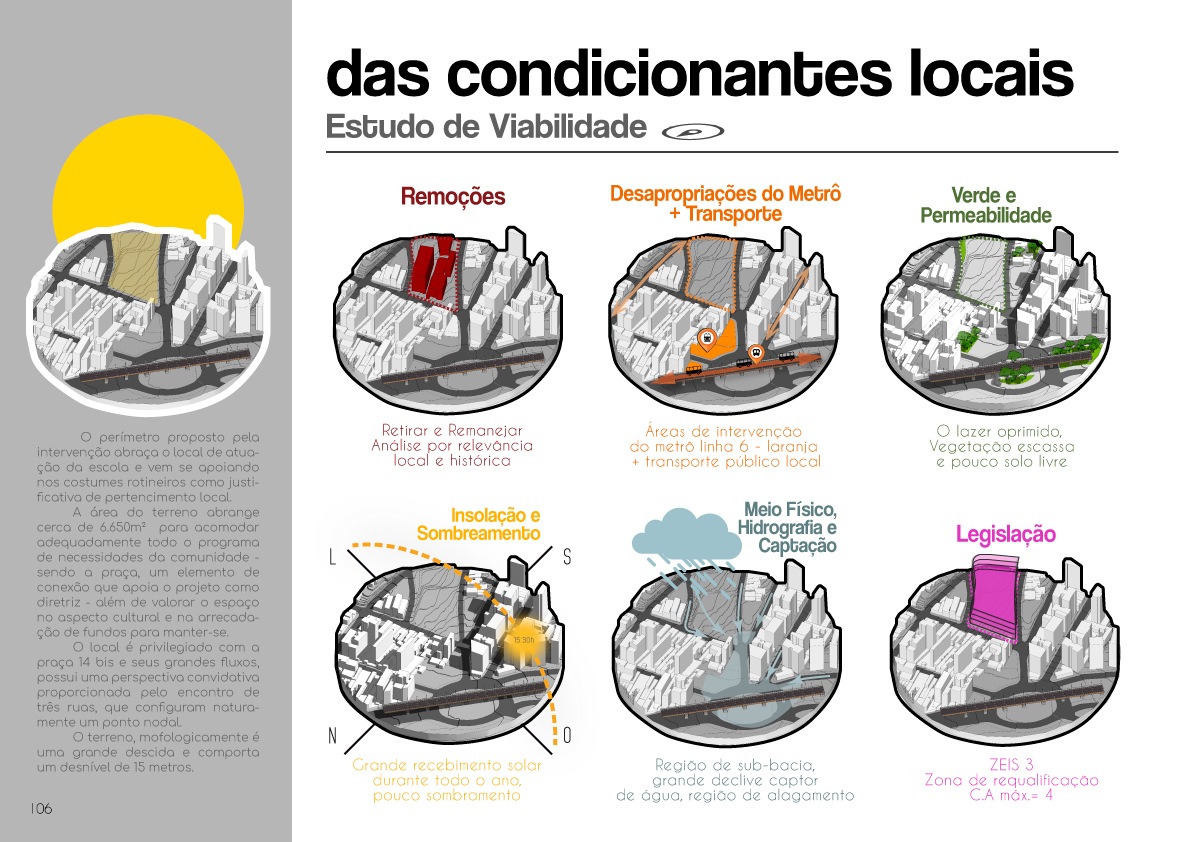 das condicionantes locais
Estudo de Viabilidade
O perímetro proposto pela
intervenção abraça o local de atua-
ção da escola e vem se apoiando
nos costumes rotineiros como justi-
ficativa de pertencimento local.
A área do terreno abrange
cerca de 6.650m² para acomodar
adequadamente todo o programa
de necessidades da comunidade -
sendo a praça, um elemento de
conexão que apoia o projeto como
diretriz - além de valorar o espaço
no aspecto cultural e na arrecada-
ção de fundos para manter-se.
O local é privilegiado com a
praça 14 bis e seus grandes fluxos,
possui uma perspectiva convidativa
proporcionada pelo encontro de
três ruas, que configuram natura-
mente um ponto nodal.
O terreno, mofologicamente é
uma grande descida e comporta
um desnível de 15 metros.
106
Remoções
Retirar e Remanejar
Análise por relevância
local e histórica
Desapropriações do Metrô
+ Transporte
Áreas de intervenção
do metrô linha 6 - laranja
+ transporte público local
Verde e
Permeabilidade
O lazer oprimido,
Vegetação escassa
e pouco solo livre
Insolação e
Sombreamento
L
S
15:30h
N
O
Grande recebimento solar
durante todo o ano,
pouco sombramento
Meio Físico,
Hidrografia e
Captação
Região de sub-bacia,
grande declive captor
de água, região de alagamento
Legislação
ZEIS 3
Zona de requalificação
C.A máx.= 4